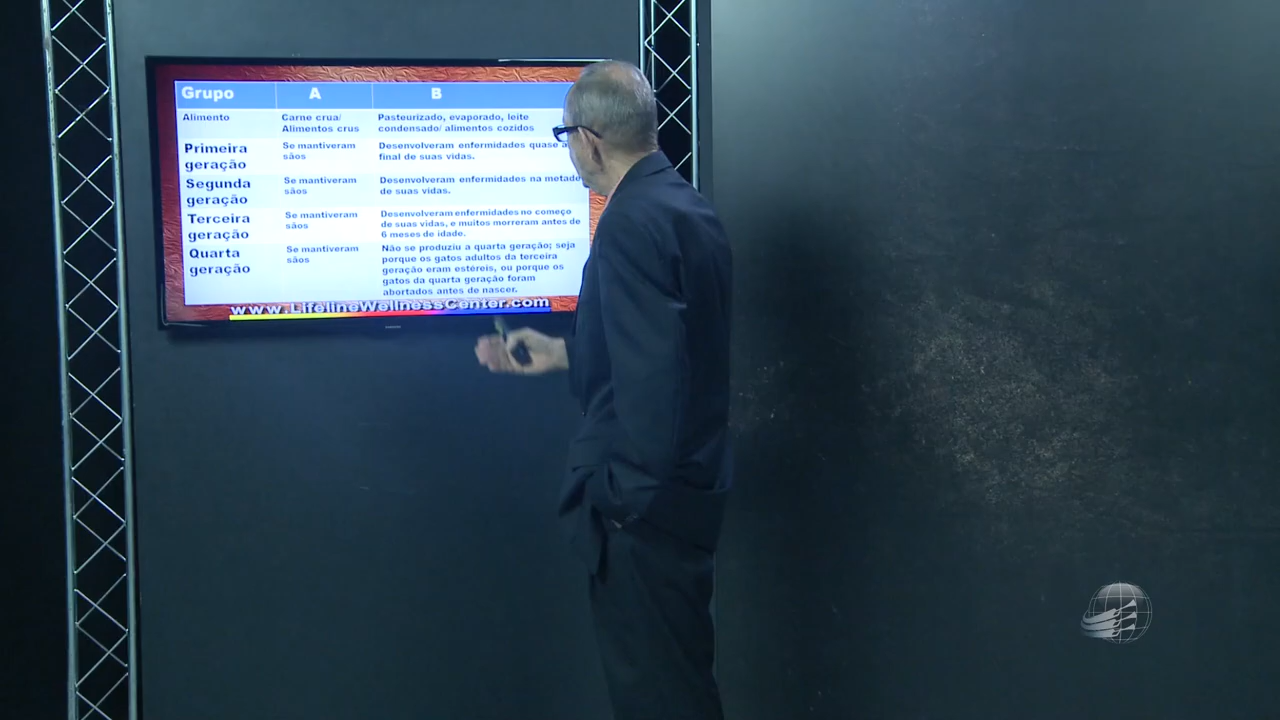 Grupo A B
Alimento
Carne crua/
Alimentos crus
Pasteurizado, evaporado, leite
condensado/ alimentos cozidos
Primeira
geração
Se mantiveram
sãos
Desenvolveram enfermidades quase a
final de suas vidas.
Segunda
geração
Se mantiveram
sãos
Desenvolveram enfermidades na metade
de suas vidas.
Terceira
geração
Se mantiveram
sãos
Desenvolveram enfermidades no começo
de suas vidas, e muitos morreram antes de
6 meses de idade.
Quarta
geração
Se mantiveram
sãos
Não se produziu a quarta geração; seja
porque os gatos adultos da terceira
geração eram estéreis, ou porque os
gatos da quarta geração foram
abortados antes de nascer.
www.LifelineWellnessCenter.com